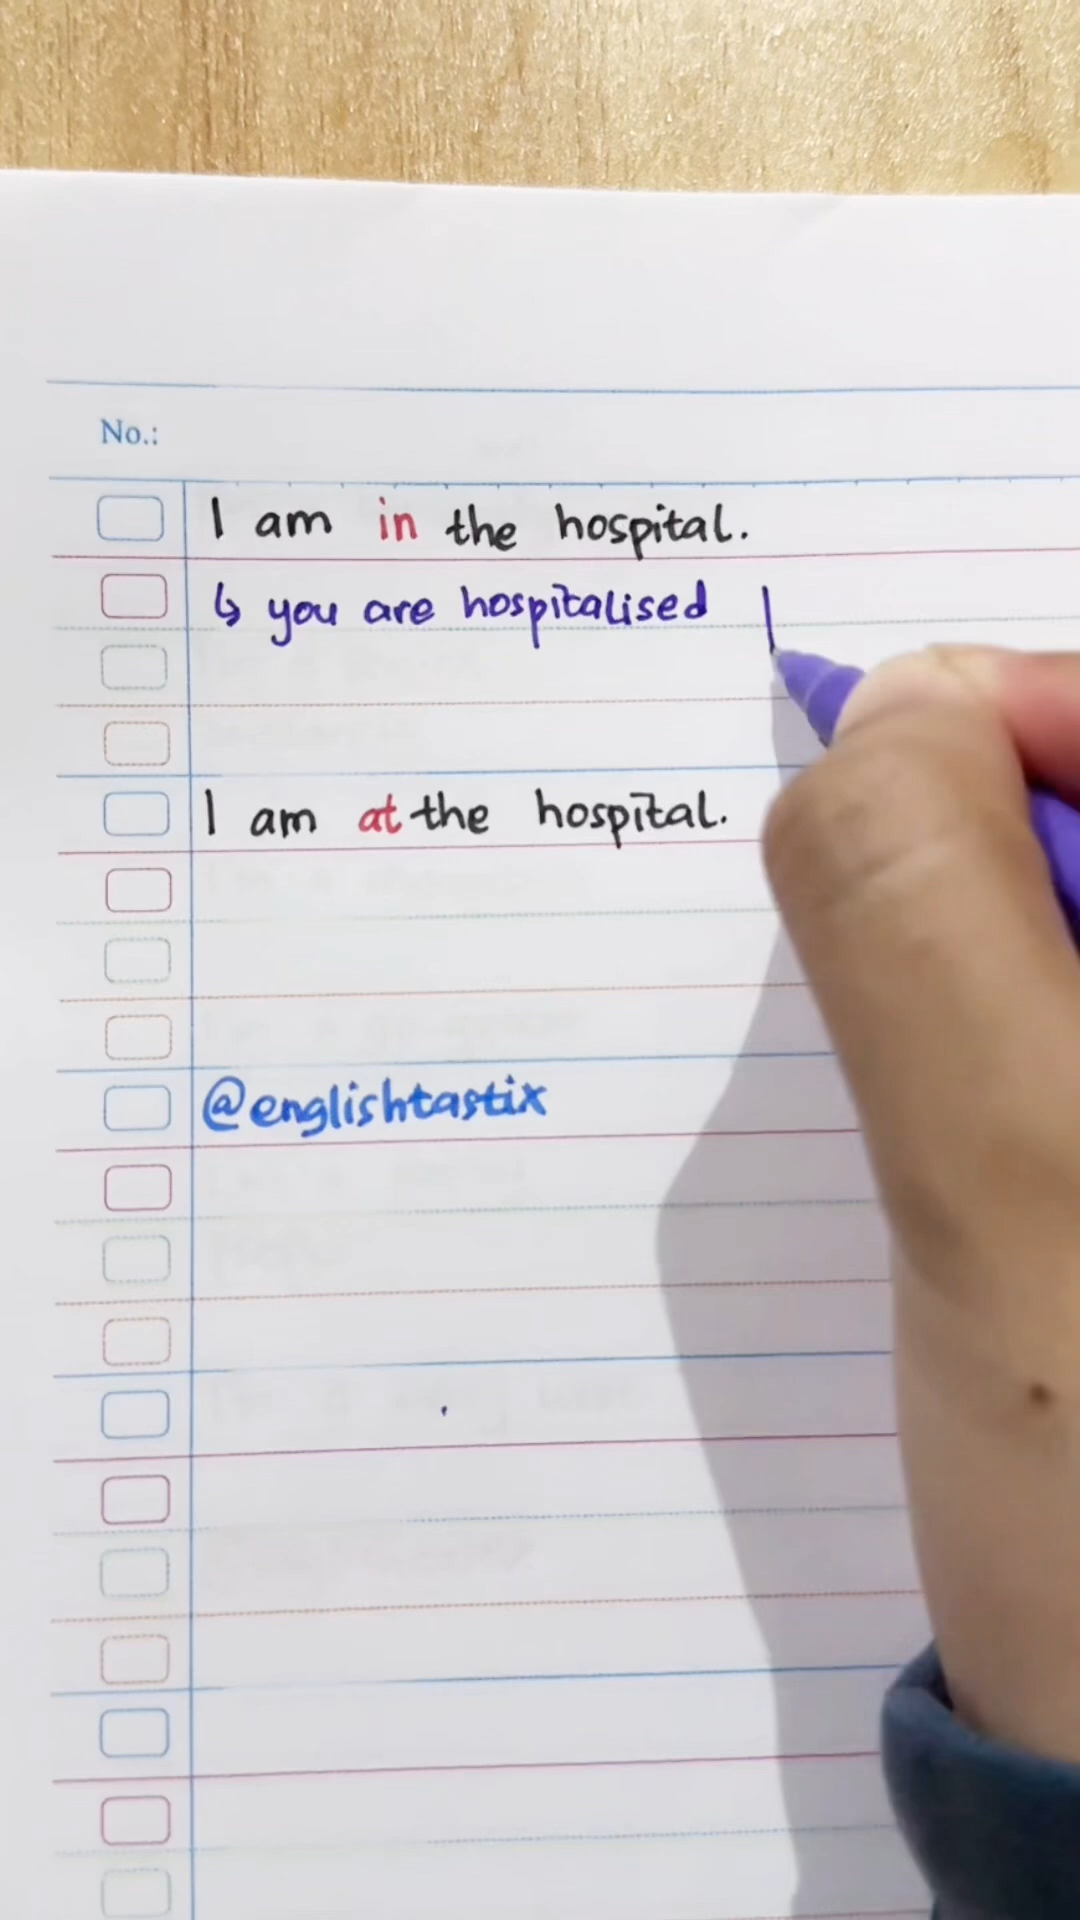 No.:
I am in the hospital.
↳ you are hospitalised
I am at the hospital.
@englishtastix